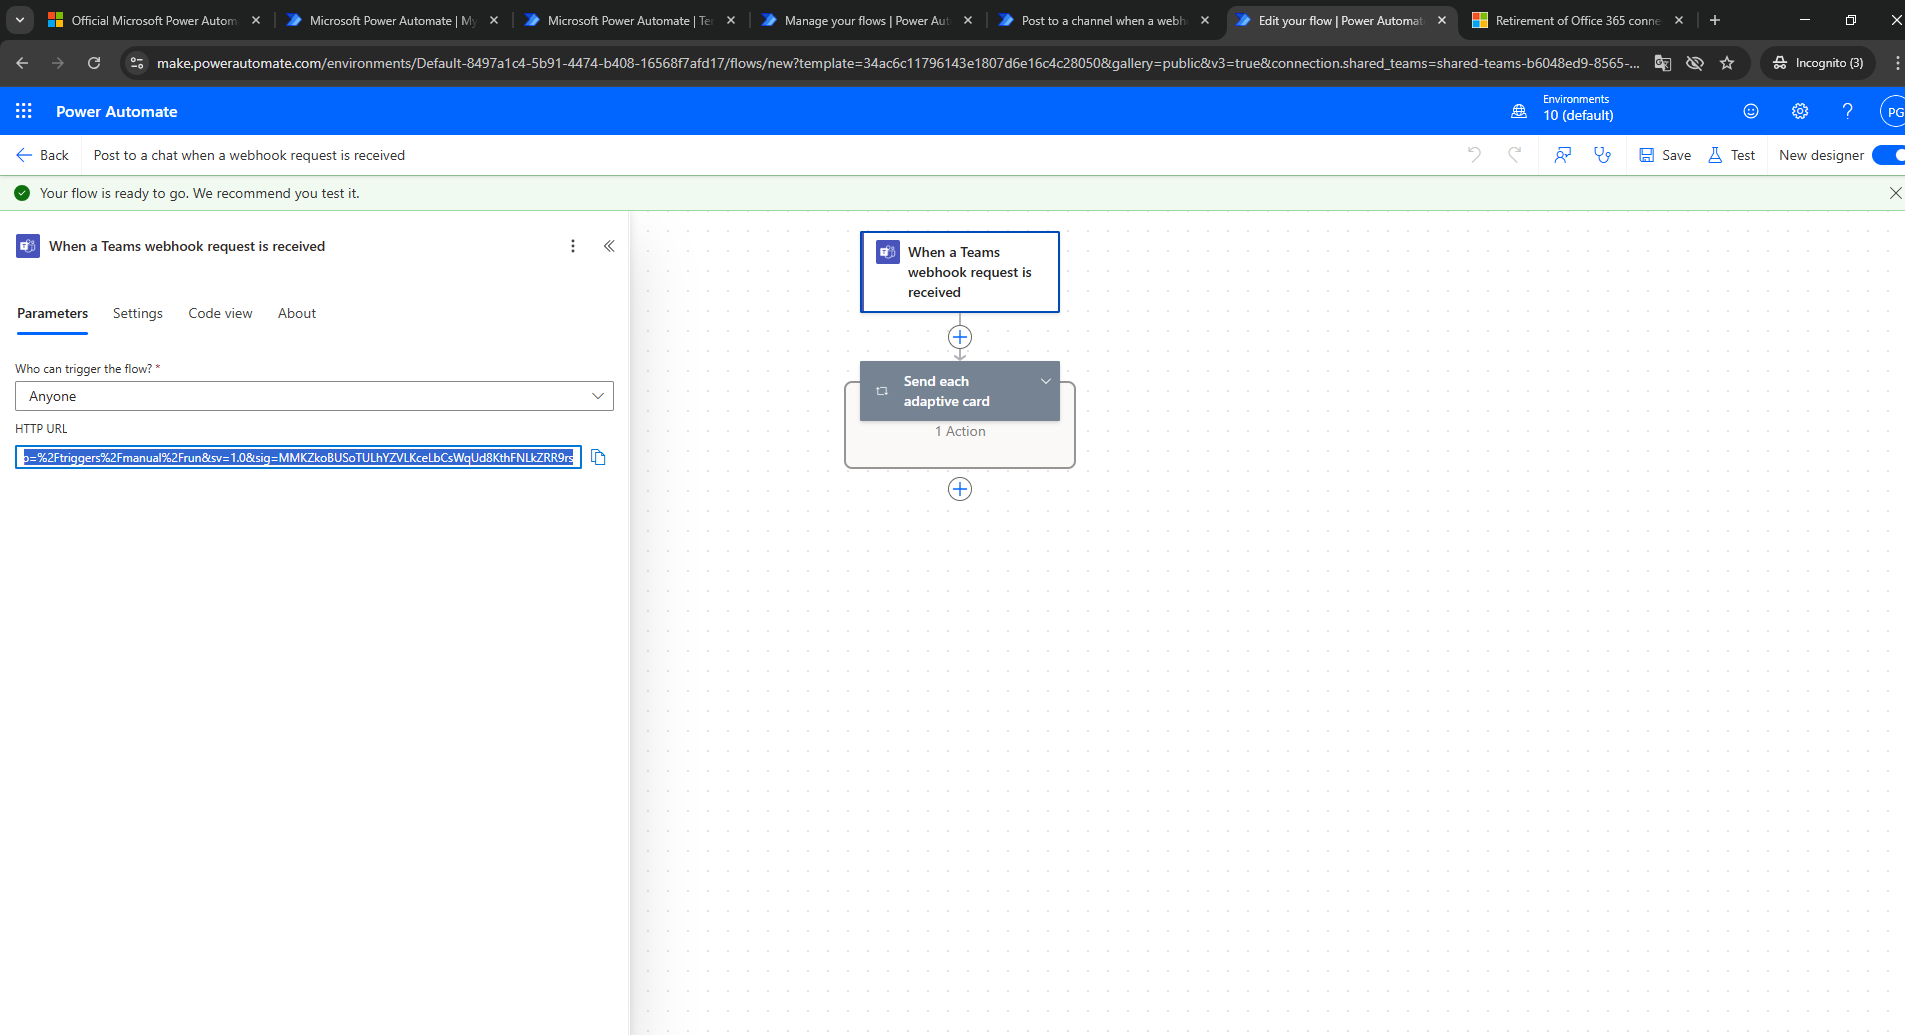 Official Microsoft Power Autom
Microsoft Power Automate | My
Microsoft Power Automate | Te
Manage your flows | Power Aut
Post to a channel when a webh
Edit your flow | Power Automat
Retirement of Office 365 conne
make.powerautomate.com/environments/Default-8497a1c4-5b91-4474-b408-16568f7afd17/flows/new?template=34ac6c11796143e1807d6e16c4c28050&gallery=public&v3=true&connection.shared_teams=shared-teams-b6048ed9-8565-...
Incognito (3)
Power Automate
Environments
10 (default)
PG
Back
Post to a chat when a webhook request is received
Save
Test
New designer
Your flow is ready to go. We recommend you test it.
When a Teams webhook request is received
Parameters
Settings
Code view
About
Who can trigger the flow? *
Anyone
HTTP URL
p=%2Ftriggers%2Fmanual%2Frun&sv=1.0&sig=MMKZkoBUSoTULhYZVLKceLbCsWqUd8KthFNLkZRR9rs
When a Teams
webhook request is
received
Send each
adaptive card
1 Action